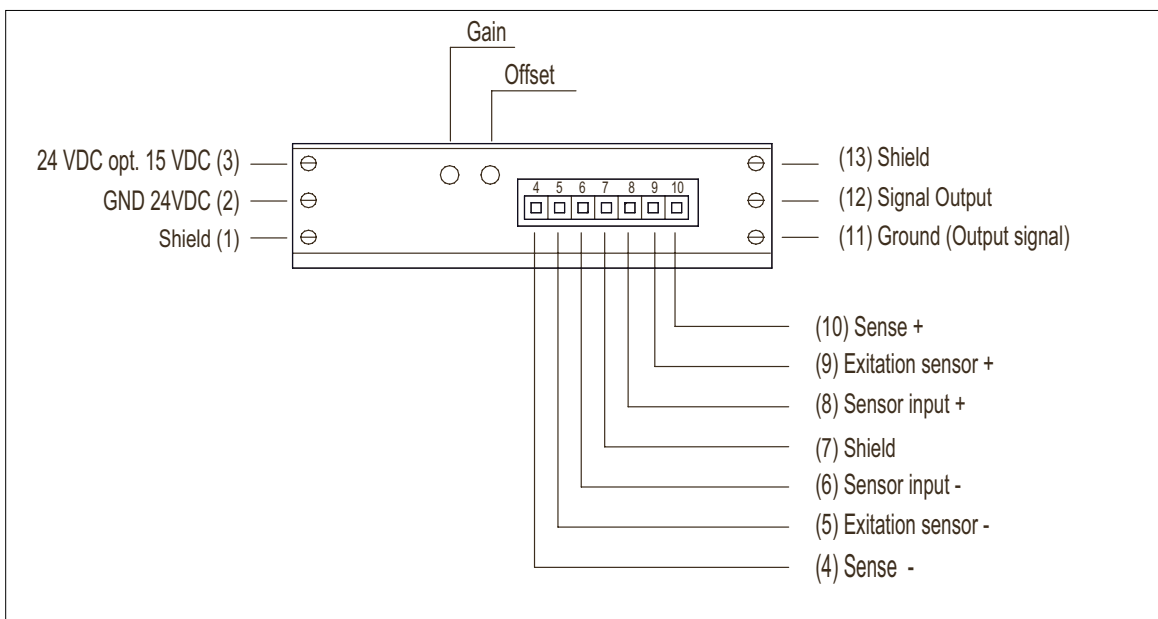 Gain
Offset
24 VDC opt. 15 VDC (3)
GND 24VDC (2)
Shield (1)
4 5 6 7 8 9 10
(13) Shield
(12) Signal Output
(11) Ground (Output signal)
(10) Sense +
(9) Exitation sensor +
(8) Sensor input +
(7) Shield
(6) Sensor input -
(5) Exitation sensor -
(4) Sense -